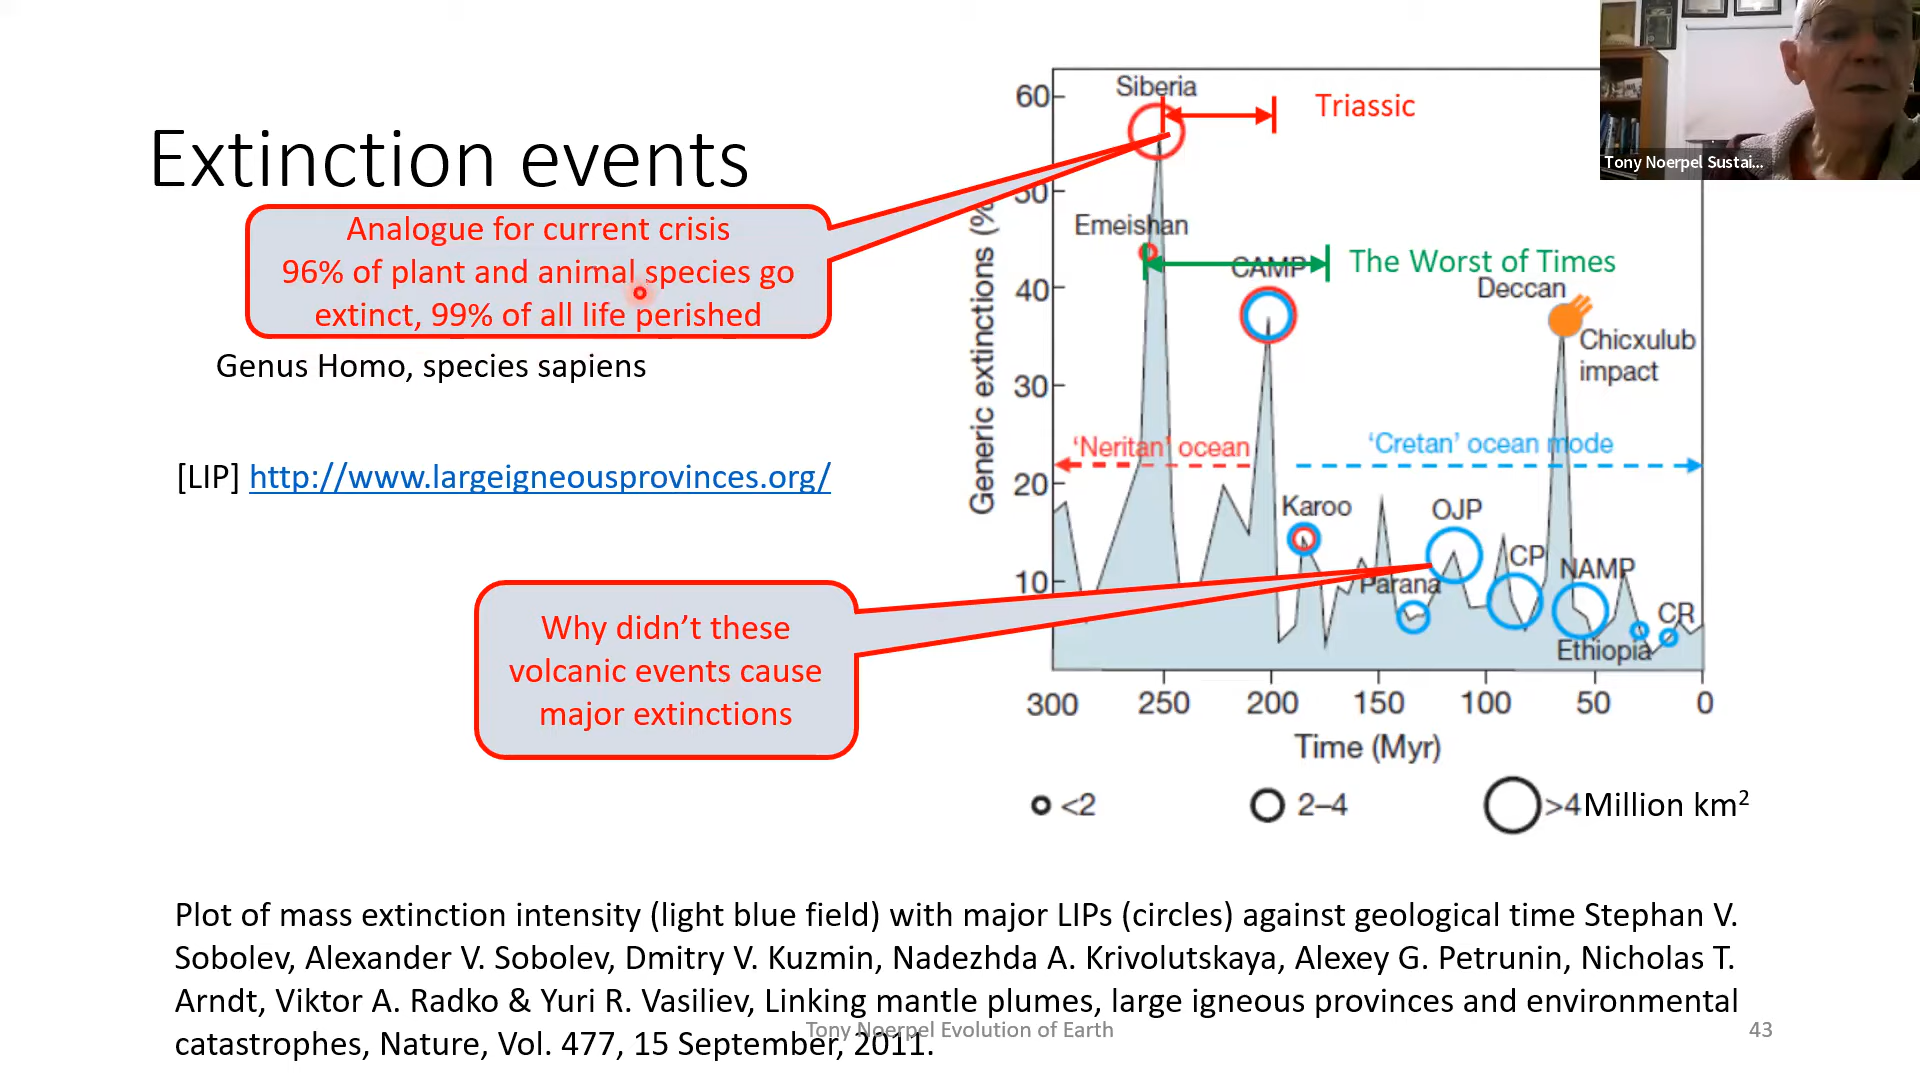 Extinction events
Analogue for current crisis
96% of plant and animal species go
extinct, 99% of all life perished
Genus Homo, species sapiens
[LIP] http://www.largeigneousprovinces.org/
Why didn't these
volcanic events cause
major extinctions
Generic extinctions (%
60
50
40
30
20
10
Siberia
Triassic
Emeishan
CAMP
The Worst of Times
Deccan
Chicxulub
impact
'Neritan' ocean
'Cretan' ocean mode
Karoo
OJP
Parana
CP
NAMP
CR
Ethiopia
300 250 200 150 100 50 0
Time (Myr)
<2 2–4 >4 Million km²
Plot of mass extinction intensity (light blue field) with major LIPs (circles) against geological time Stephan V.
Sobolev, Alexander V. Sobolev, Dmitry V. Kuzmin, Nadezhda A. Krivolutskaya, Alexey G. Petrunin, Nicholas T.
Arndt, Viktor A. Radko & Yuri R. Vasiliev, Linking mantle plumes, large igneous provinces and environmental
catastrophes, Nature, Vol. 477, 15 September, 2011.
Tony Noerpel Evolution of Earth
43
Tony Noerpel Sustai...